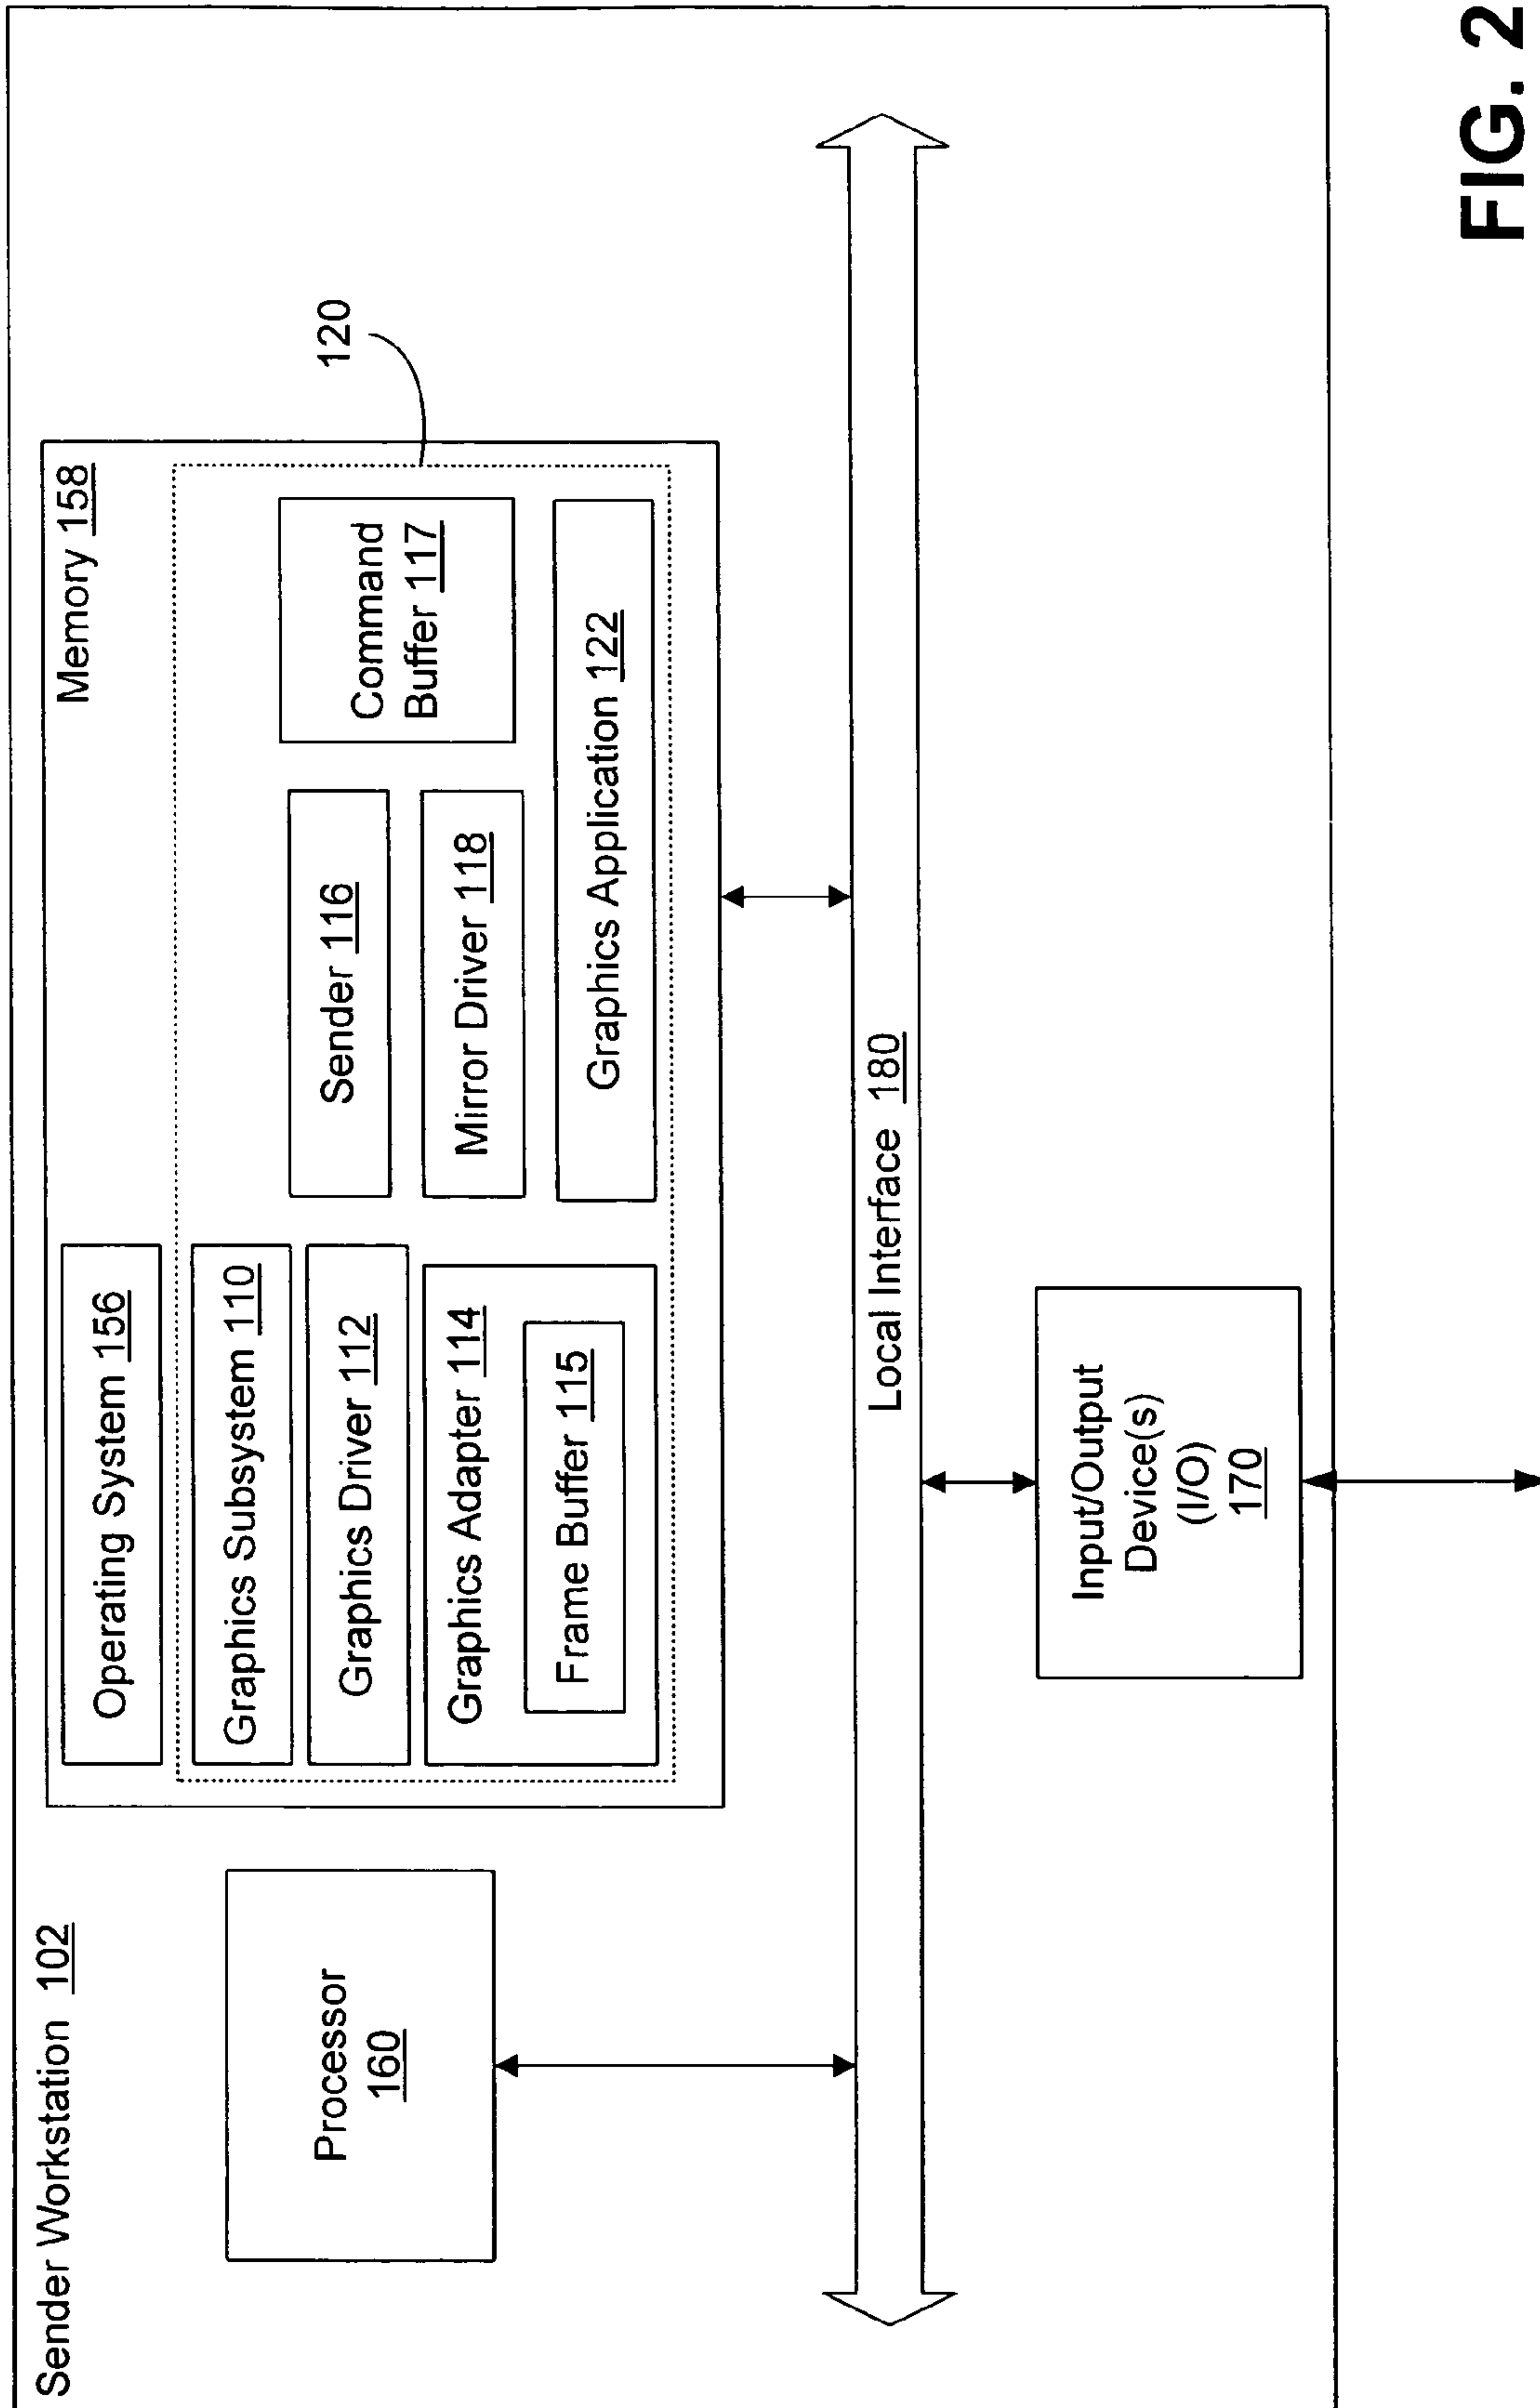 Sender Workstation 102
Memory 158
Operating System 156
Graphics Subsystem 110
Graphics Driver 112
Graphics Adapter 114
Frame Buffer 115
Sender 116
Mirror Driver 118
Command
Buffer 117
Graphics Application 122
120
Processor
160
Local Interface 180
Input/Output
Device(s)
(I/O)
170
FIG. 2